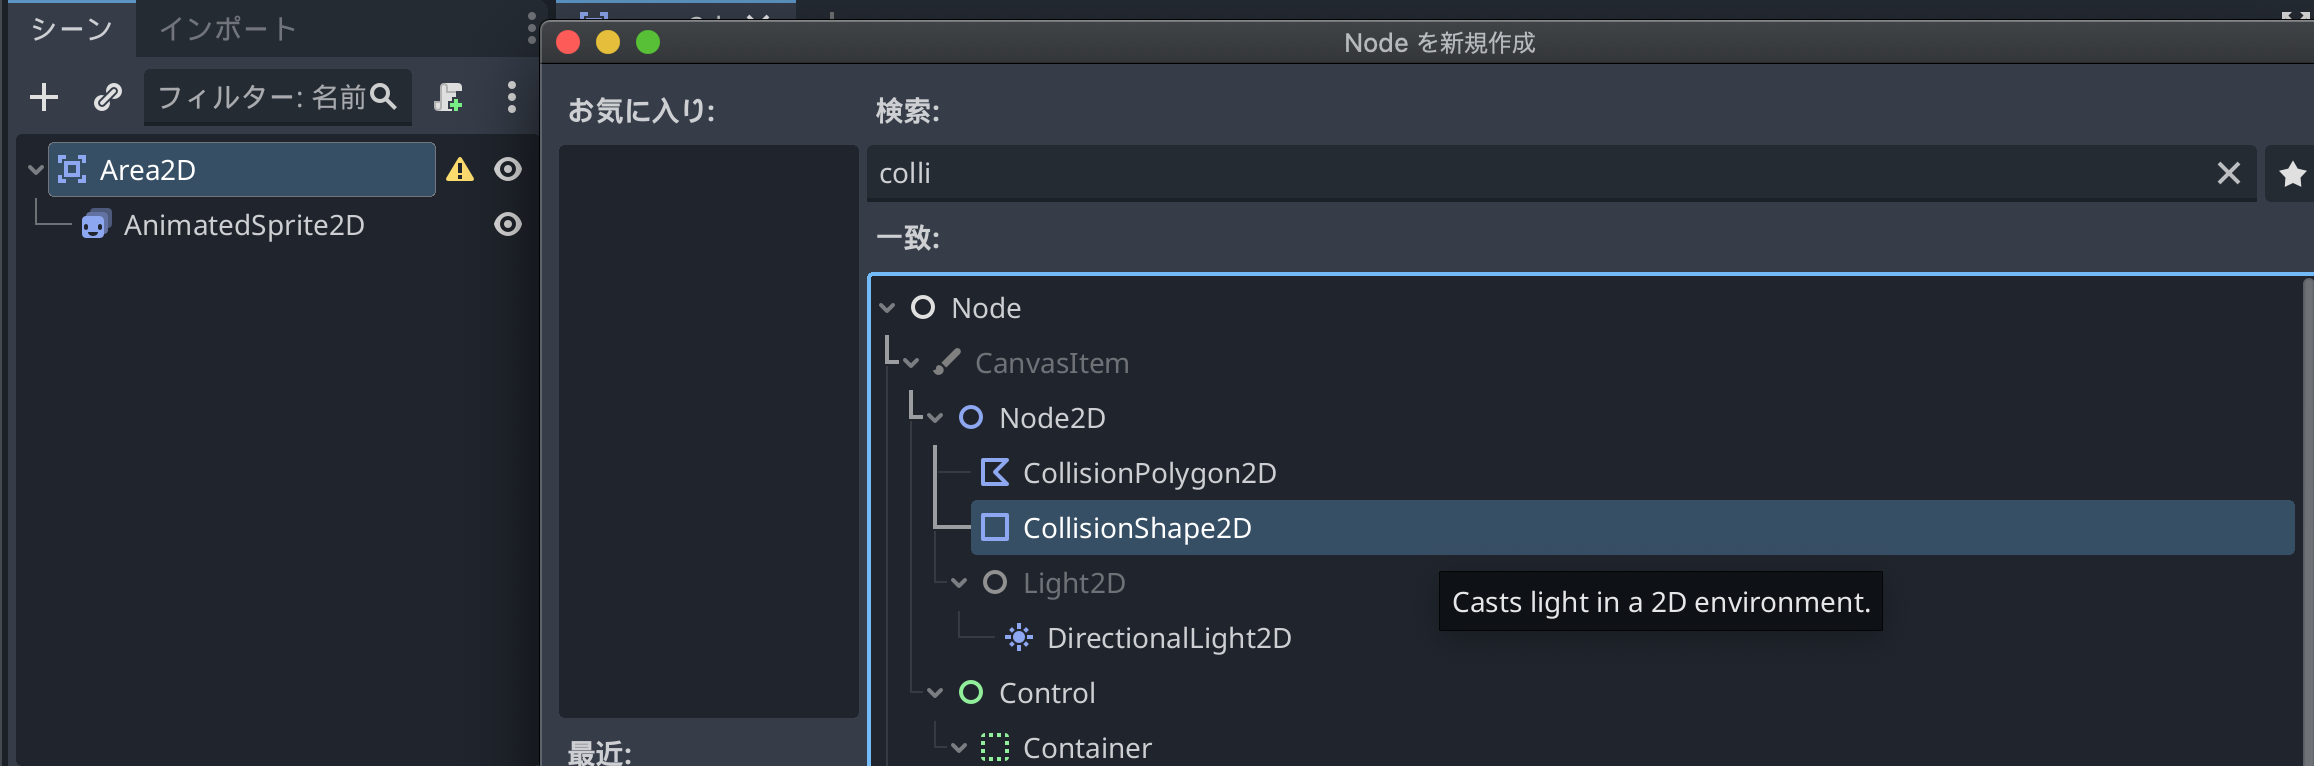 シーン
インポート
フィルター: 名前
Area2D
AnimatedSprite2D
Node を新規作成
お気に入り:
最近:
検索:
colli
一致:
Node
CanvasItem
Node2D
CollisionPolygon2D
CollisionShape2D
Light2D
Casts light in a 2D environment.
DirectionalLight2D
Control
Container